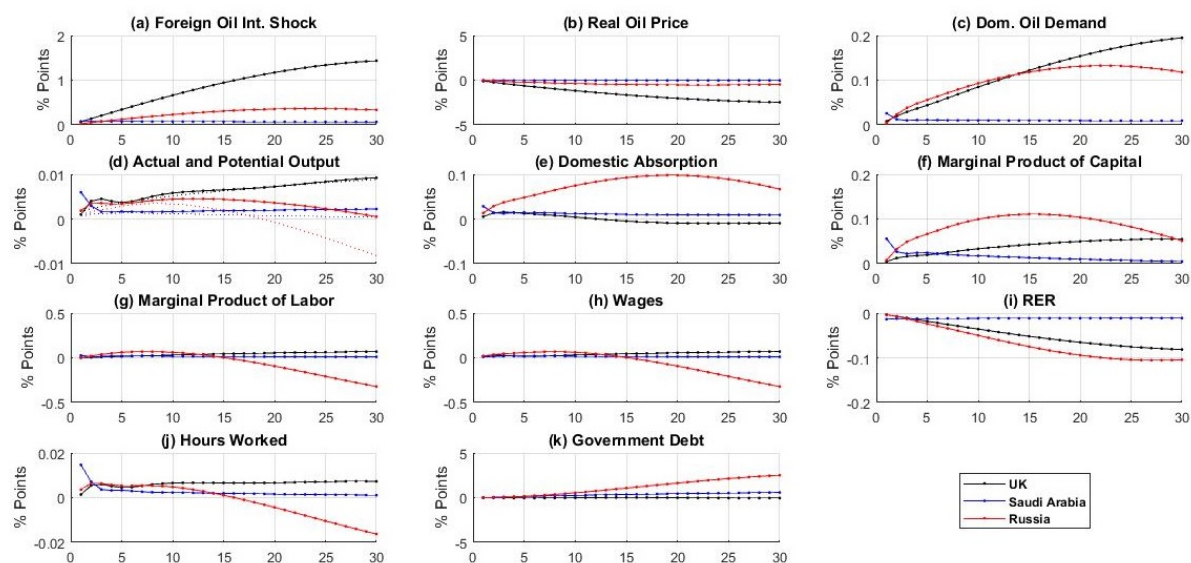 (a) Foreign Oil Int. Shock
% Points
2
1
0
0 5 10 15 20 25 30
(b) Real Oil Price
% Points
5
0
-5
0 5 10 15 20 25 30
(c) Dom. Oil Demand
% Points
0.2
0.1
0
0 5 10 15 20 25 30
(d) Actual and Potential Output
% Points
0.01
0
-0.01
0 5 10 15 20 25 30
(e) Domestic Absorption
% Points
0.1
0
-0.1
0 5 10 15 20 25 30
(f) Marginal Product of Capital
% Points
0.2
0.1
0
0 5 10 15 20 25 30
(g) Marginal Product of Labor
% Points
0.5
0
-0.5
0 5 10 15 20 25 30
(h) Wages
% Points
0.5
0
-0.5
0 5 10 15 20 25 30
(i) RER
% Points
0
-0.1
-0.2
0 5 10 15 20 25 30
(j) Hours Worked
% Points
0.02
0
-0.02
0 5 10 15 20 25 30
(k) Government Debt
% Points
5
0
-5
0 5 10 15 20 25 30
UK
Saudi Arabia
Russia